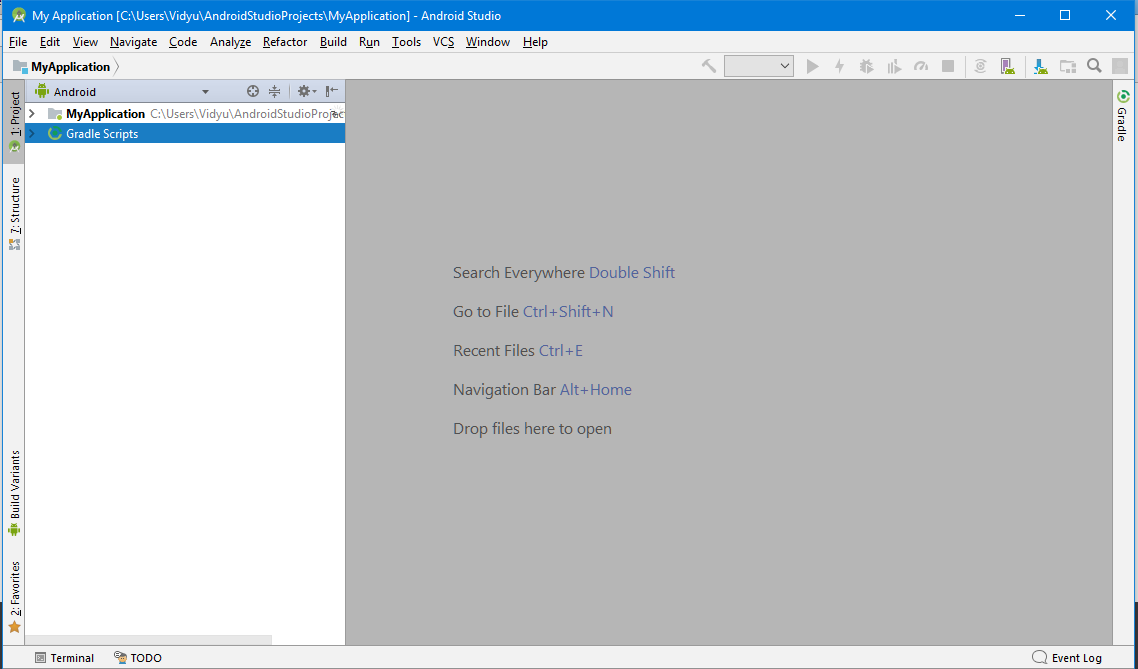 My Application [C:\Users\Vidyu\AndroidStudioProjects\MyApplication] - Android Studio
File Edit View Navigate Code Analyze Refactor Build Run Tools VCS Window Help
MyApplication
Android
MyApplication C:\Users\Vidyu\AndroidStudioProjec
Gradle Scripts
1: Project
7: Structure
Build Variants
2: Favorites
Gradle
Search Everywhere Double Shift
Go to File Ctrl+Shift+N
Recent Files Ctrl+E
Navigation Bar Alt+Home
Drop files here to open
Terminal TODO Event Log